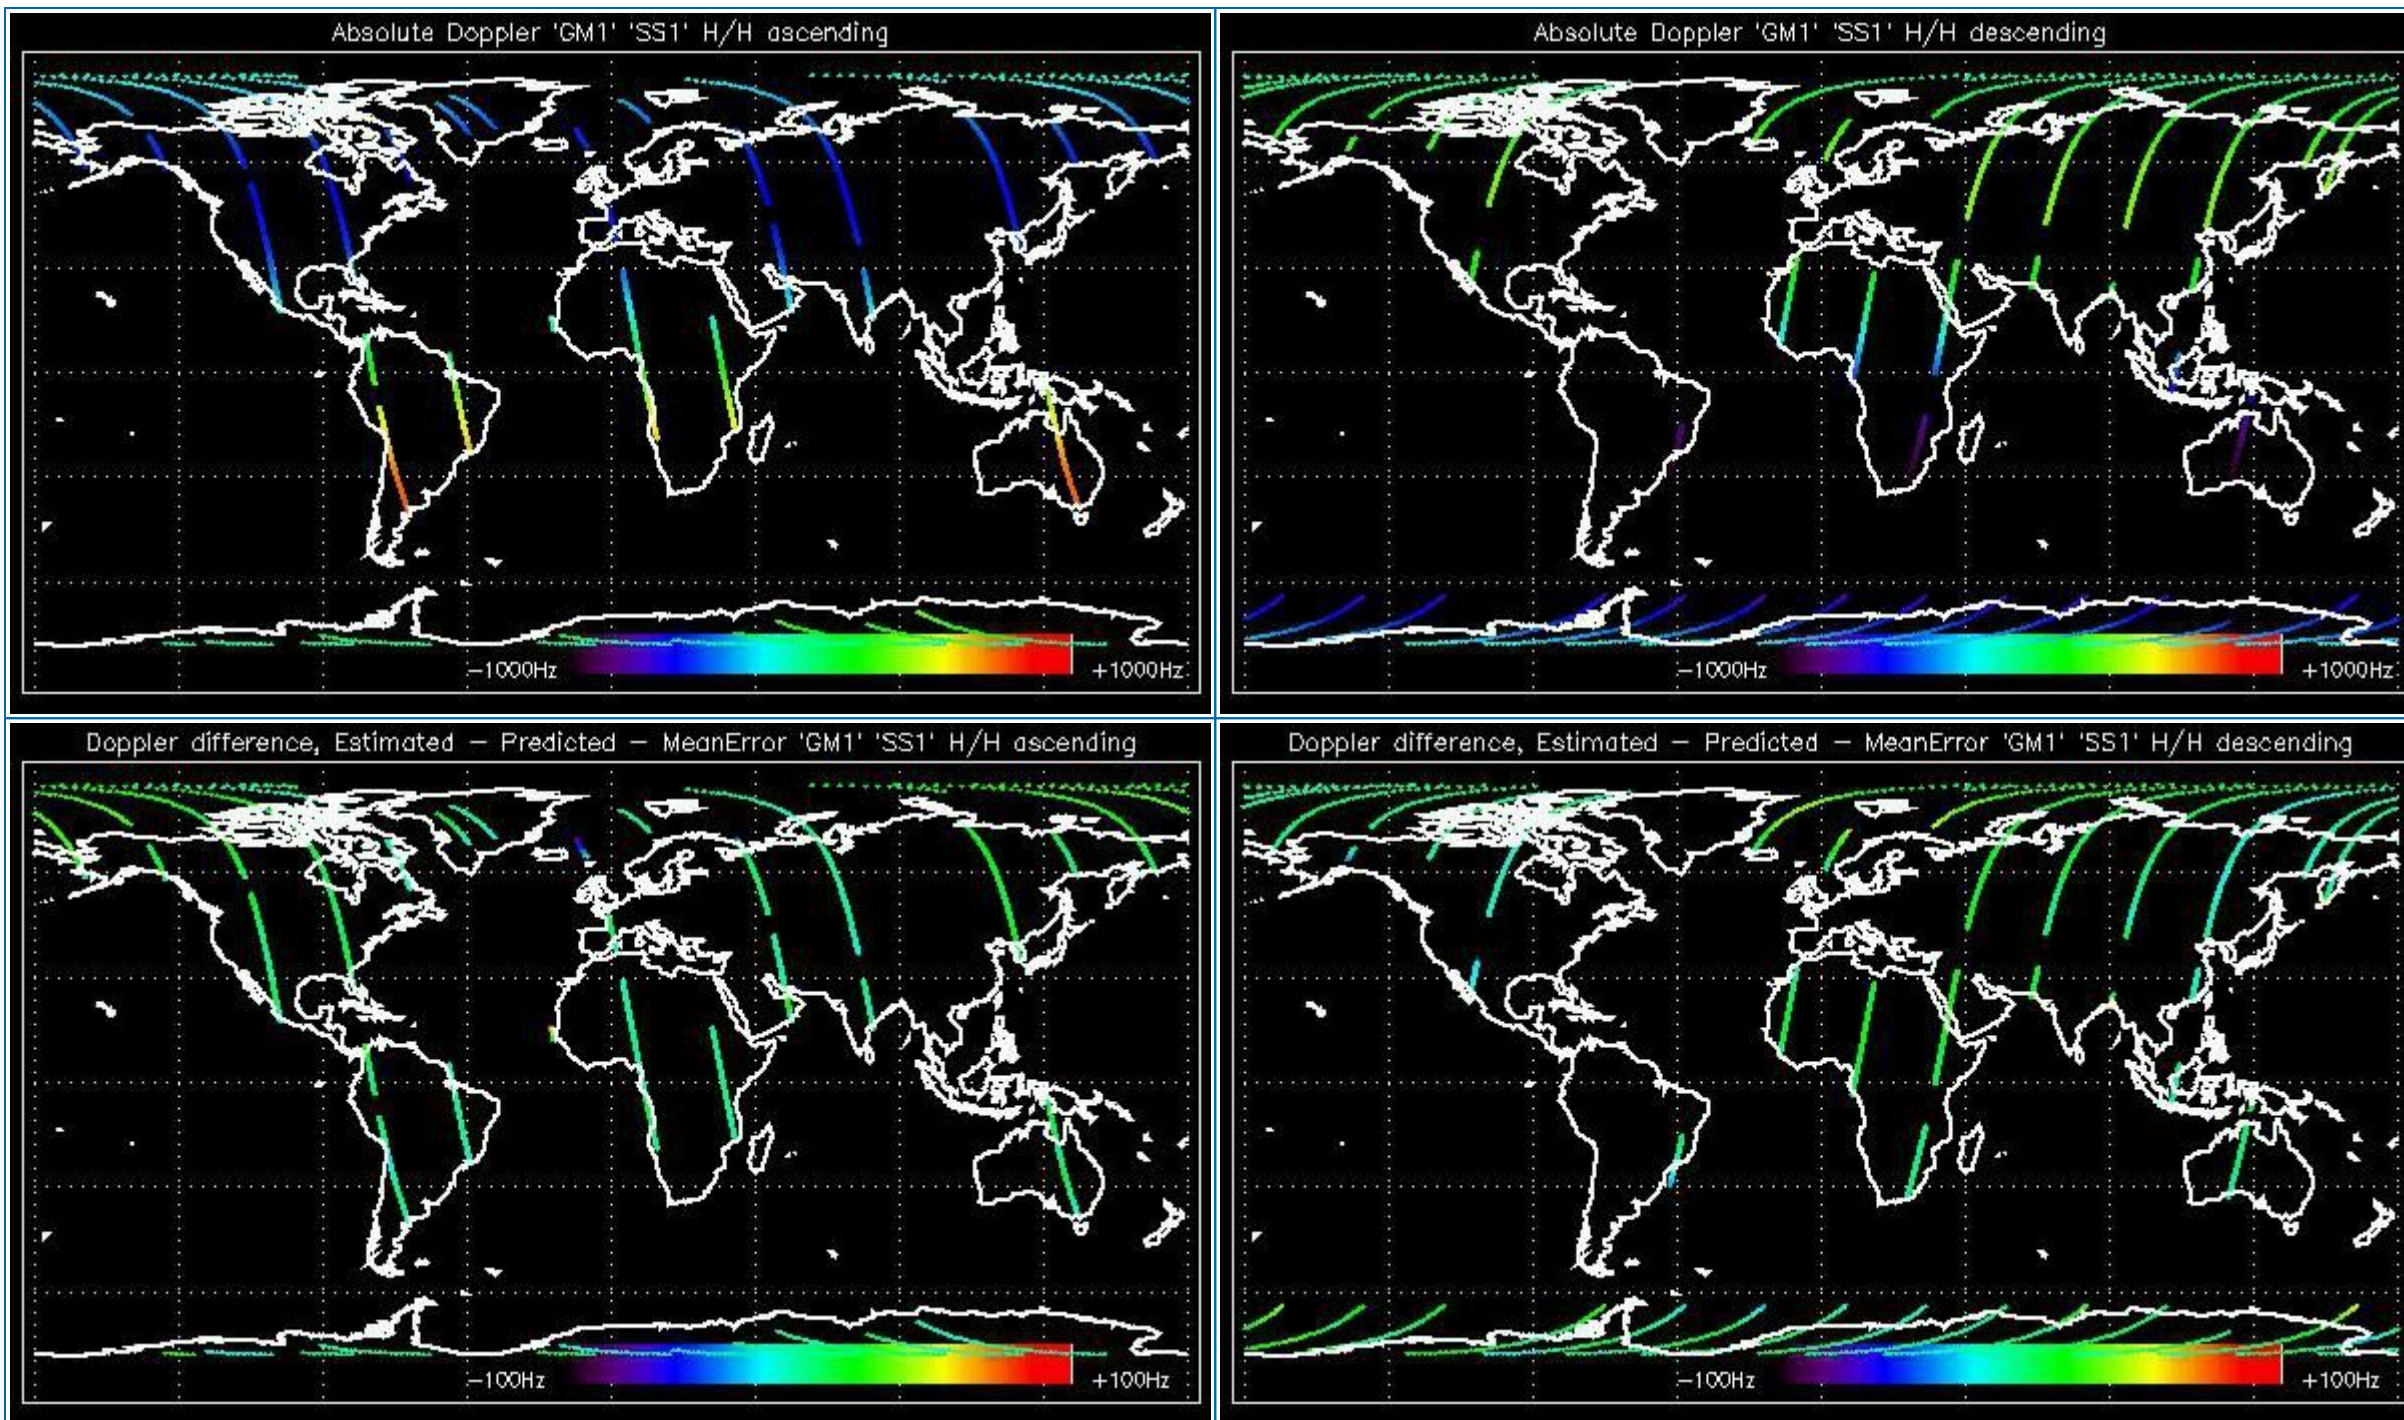 Absolute Doppler 'GM1' 'SS1' H/H ascending
−1000Hz
+1000Hz
Absolute Doppler 'GM1' 'SS1' H/H descending
−1000Hz
+1000Hz
Doppler difference, Estimated − Predicted − MeanError 'GM1' 'SS1' H/H ascending
−100Hz
+100Hz
Doppler difference, Estimated − Predicted − MeanError 'GM1' 'SS1' H/H descending
−100Hz
+100Hz